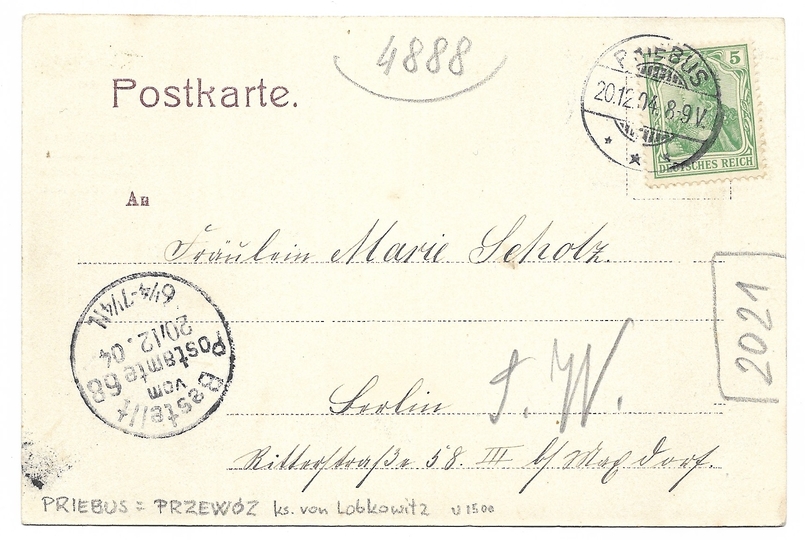 4888
Postkarte.
PRIEBUS
20.12.04. 8-9 V.
5
DEUTSCHES REICH
An
Fräulein Marie Scholz.
Bestellt
vom
Postamte 68
20/12.04
6¼-7¼N
2021
Berlin S.W.
Ritterstraße 58. III b/ Maxdorf.
PRIEBUS = PRZEWÓZ ks. von Lobkowitz